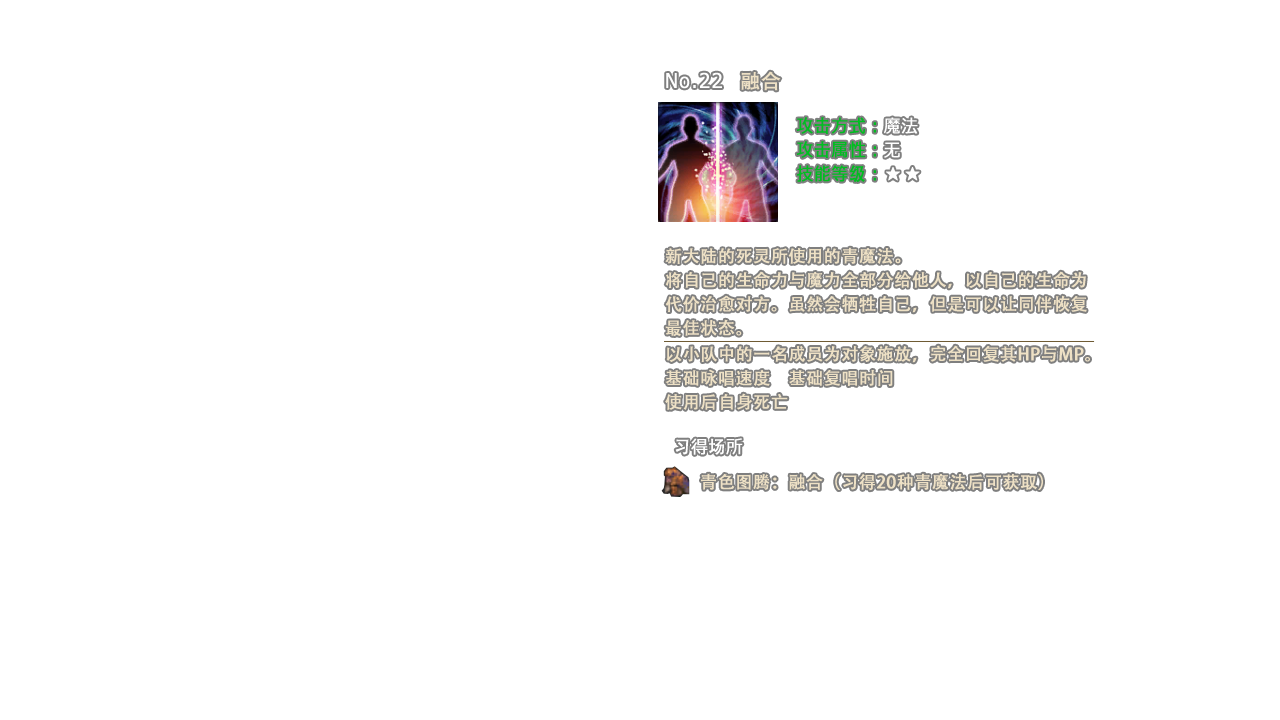 No.22 融合
攻击方式：魔法
攻击属性：无
技能等级：★★
新大陆的死灵所使用的青魔法。
将自己的生命力与魔力全部分给他人，以自己的生命为
代价治愈对方。虽然会牺牲自己，但是可以让同伴恢复
最佳状态。
以小队中的一名成员为对象施放，完全回复其HP与MP。
基础咏唱速度 基础复唱时间
使用后自身死亡
习得场所
青色图腾：融合（习得20种青魔法后可获取）